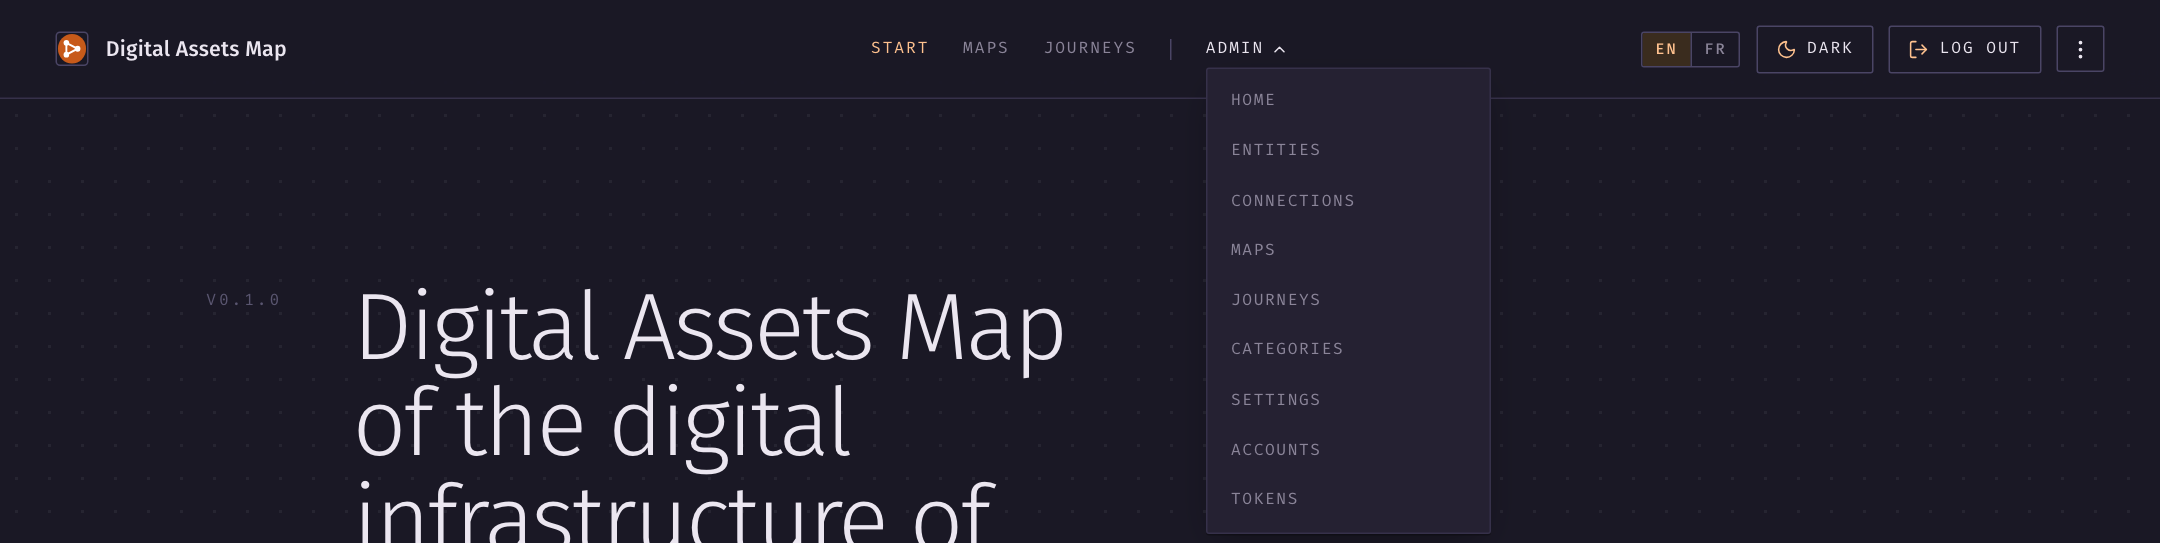 Digital Assets Map
START MAPS JOURNEYS | ADMIN
EN FR
DARK
LOG OUT
HOME
ENTITIES
CONNECTIONS
MAPS
JOURNEYS
CATEGORIES
SETTINGS
ACCOUNTS
TOKENS
V0.1.0
Digital Assets Map
of the digital
infrastructure of